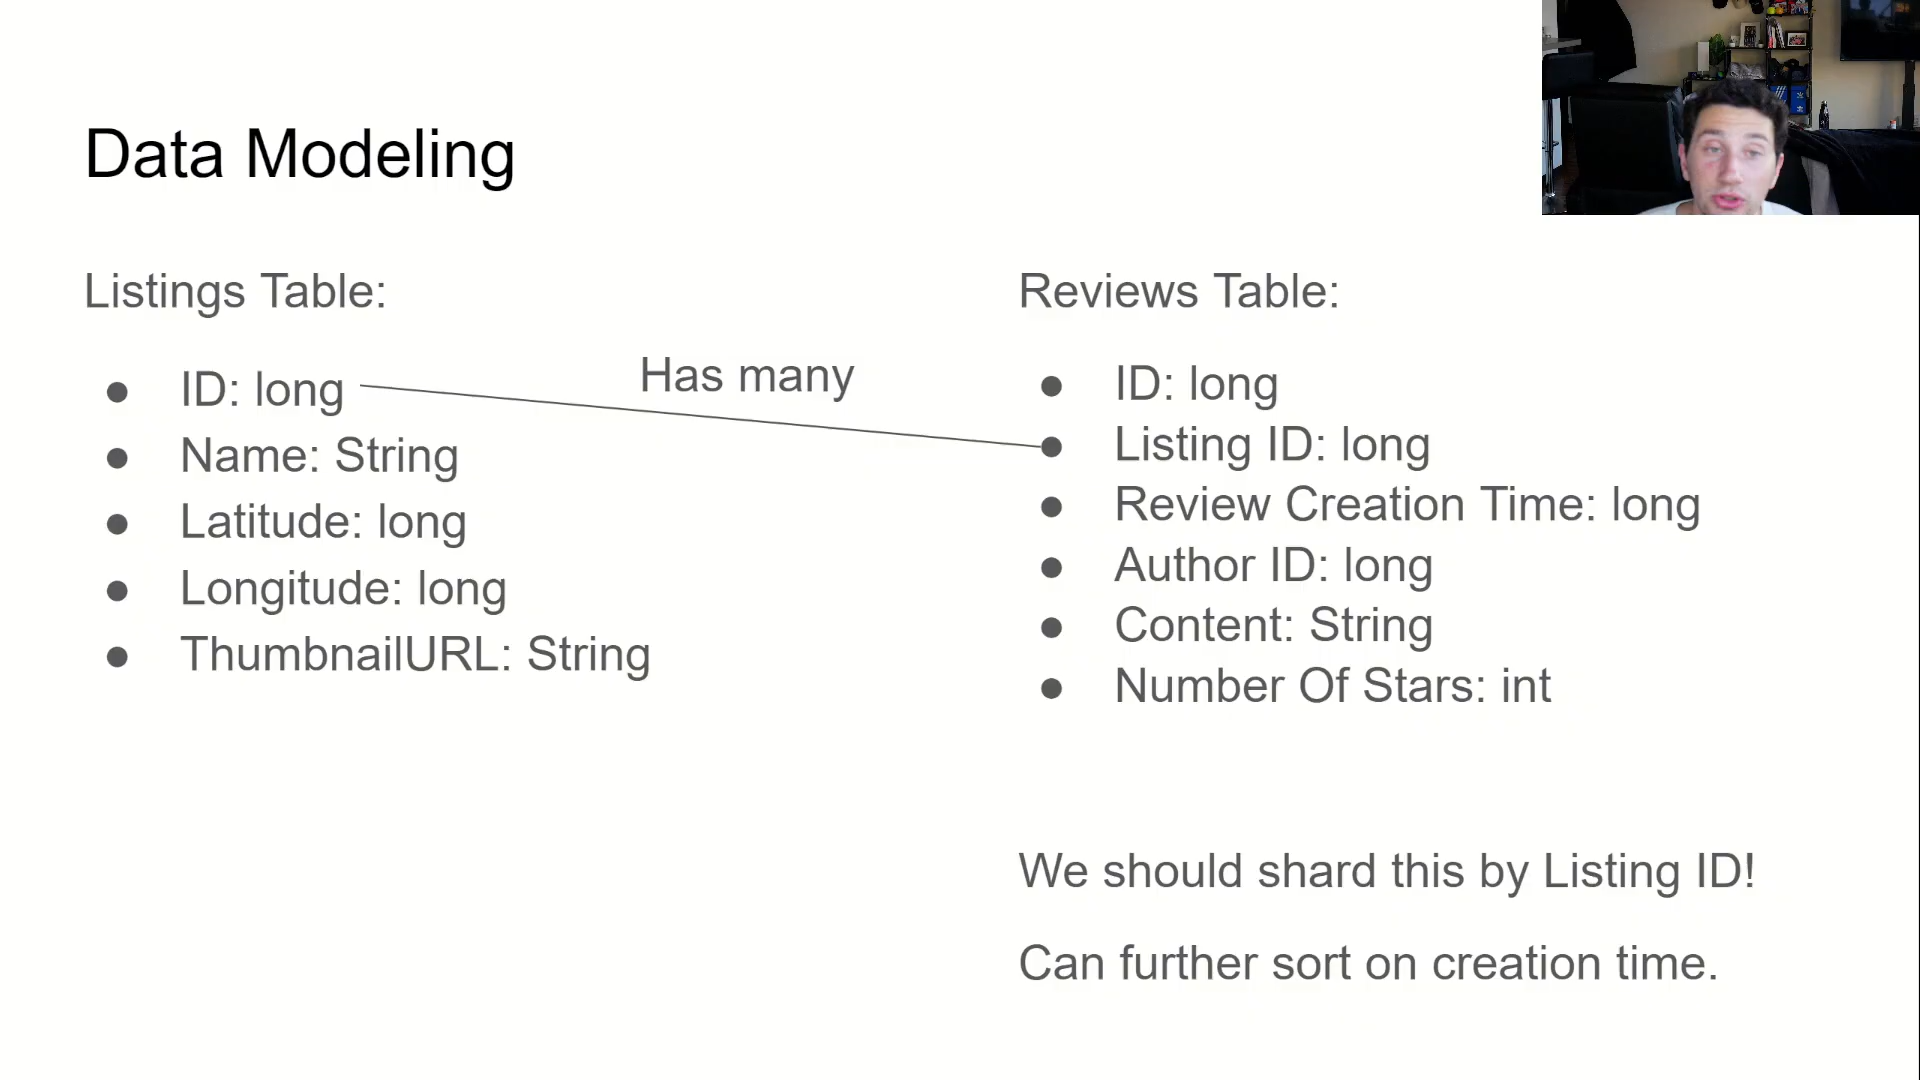 Data Modeling
Listings Table:
ID: long
Name: String
Latitude: long
Longitude: long
ThumbnailURL: String
Has many
Reviews Table:
ID: long
Listing ID: long
Review Creation Time: long
Author ID: long
Content: String
Number Of Stars: int
We should shard this by Listing ID!
Can further sort on creation time.